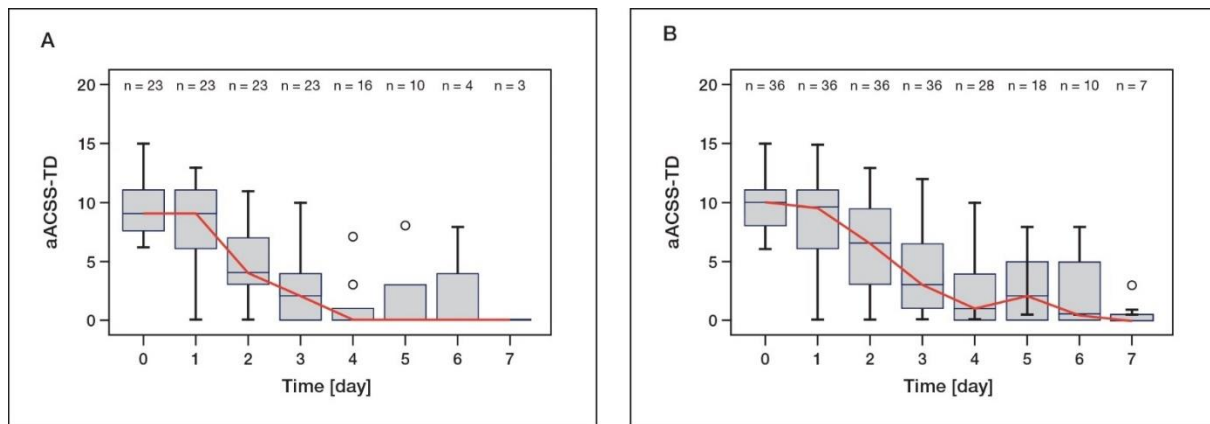 A
aACSS-TD
20
15
10
5
0
n = 23 n = 23 n = 23 n = 23 n = 16 n = 10 n = 4 n = 3
0 1 2 3 4 5 6 7
Time [day]
B
aACSS-TD
20
15
10
5
0
n = 36 n = 36 n = 36 n = 36 n = 28 n = 18 n = 10 n = 7
0 1 2 3 4 5 6 7
Time [day]